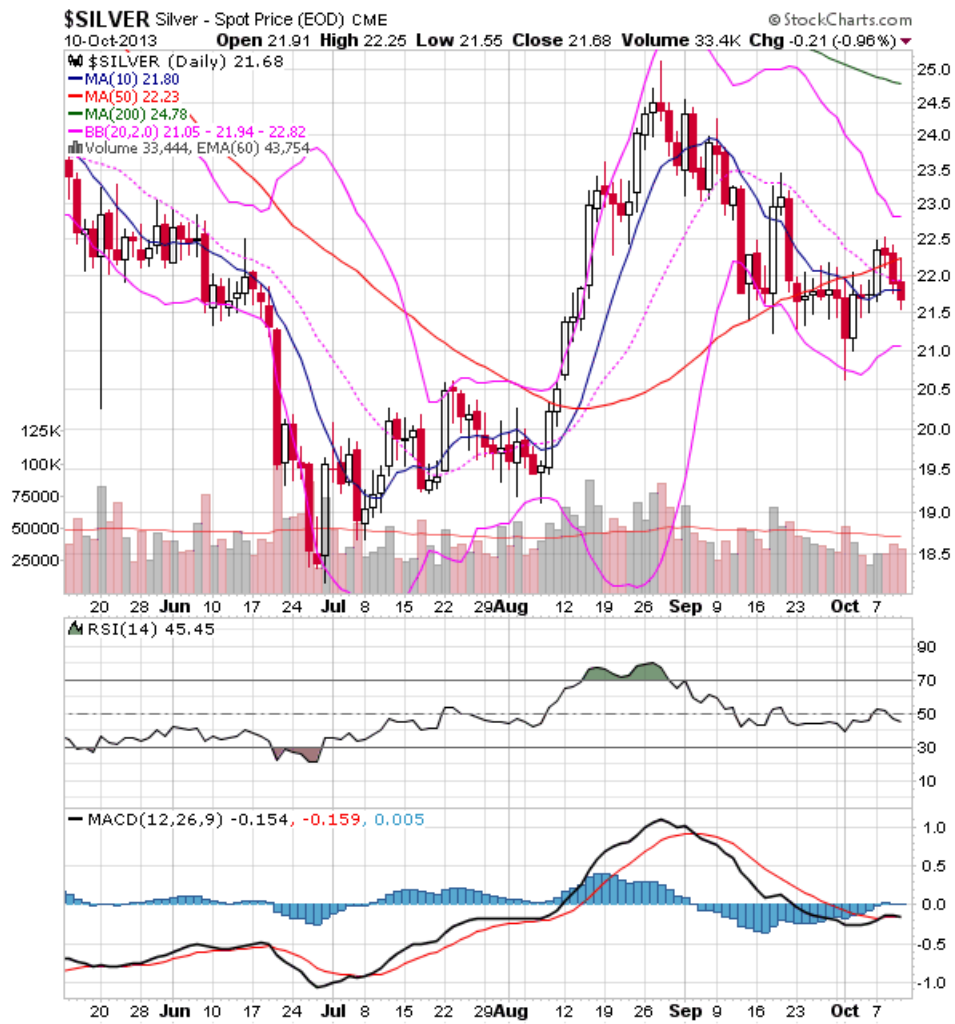 $SILVER Silver - Spot Price (EOD) CME © StockCharts.com
10-Oct-2013 Open 21.91 High 22.25 Low 21.55 Close 21.68 Volume 33.4K Chg -0.21 (-0.96%)
$SILVER (Daily) 21.68
MA(10) 21.80
MA(50) 22.23
MA(200) 24.78
BB(20,2.0) 21.05 - 21.94 - 22.82
Volume 33,444, EMA(60) 43,754
25.0
24.5
24.0
23.5
23.0
22.5
22.0
21.5
21.0
20.5
20.0
19.5
19.0
18.5
125K
100K
75000
50000
25000
20 28 Jun 10 17 24 Jul 8 15 22 29 Aug 12 19 26 Sep 9 16 23 Oct 7
RSI(14) 45.45
90
70
50
30
10
MACD(12,26,9) -0.154, -0.159, 0.005
1.0
0.5
0.0
-0.5
-1.0
20 28 Jun 10 17 24 Jul 8 15 22 29 Aug 12 19 26 Sep 9 16 23 Oct 7